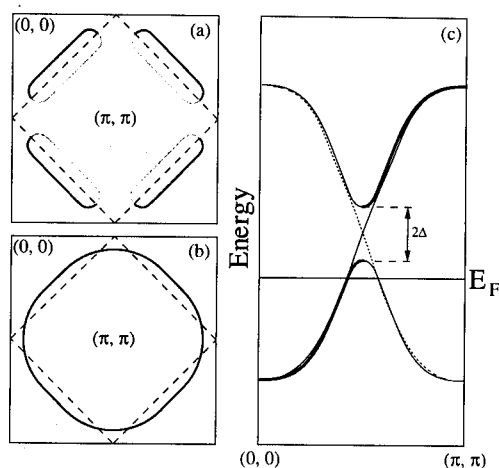 (0, 0)
(a)
(π, π)
(0, 0)
(b)
(π, π)
(c)
Energy
2Δ
E_F
(0, 0)
(π, π)